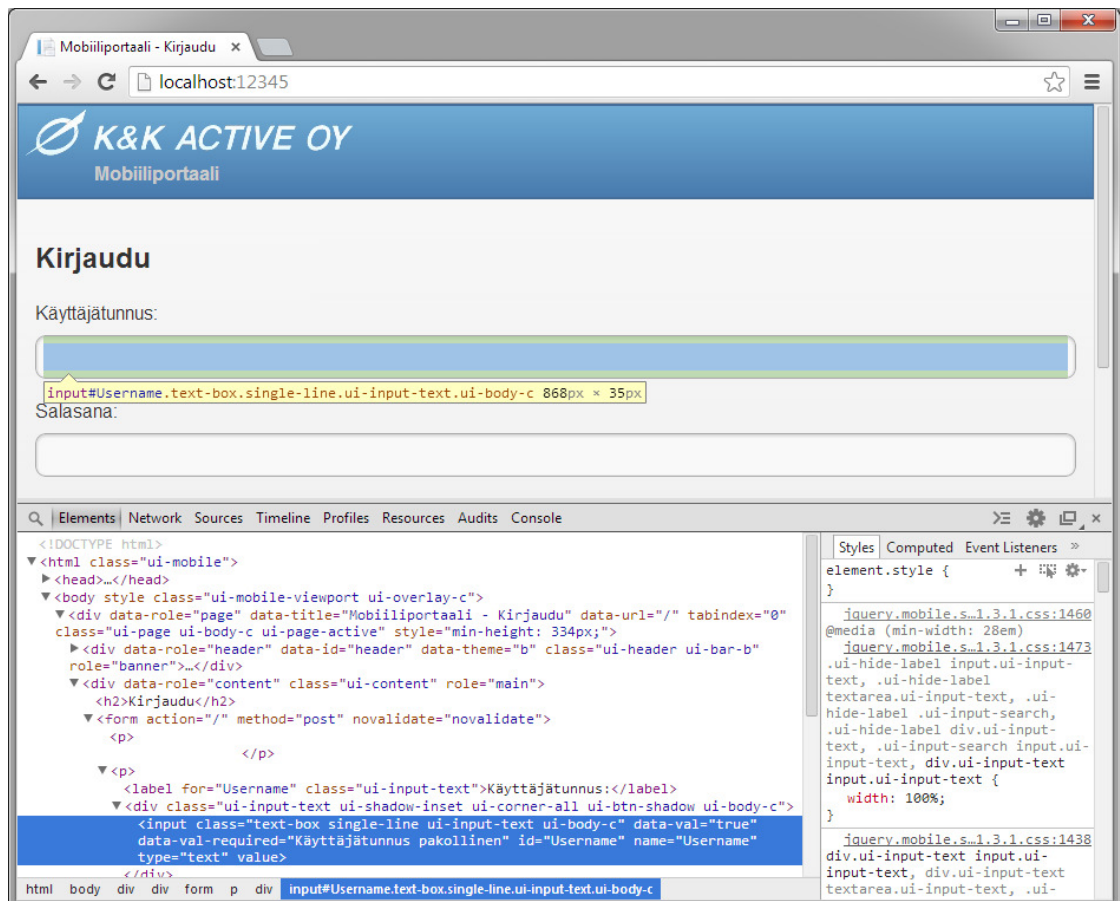 Mobiiliportaali - Kirjaudu ×
localhost:12345
K&K ACTIVE OY
Mobiiliportaali
Kirjaudu
Käyttäjätunnus:
input#Username.text-box.single-line.ui-input-text.ui-body-c 868px × 35px
Salasana:
Elements Network Sources Timeline Profiles Resources Audits Console
<!DOCTYPE html>
▼<html class="ui-mobile">
▶<head>…</head>
▼<body style class="ui-mobile-viewport ui-overlay-c">
▼<div data-role="page" data-title="Mobiiliportaali - Kirjaudu" data-url="/" tabindex="0"
class="ui-page ui-body-c ui-page-active" style="min-height: 334px;">
▶<div data-role="header" data-id="header" data-theme="b" class="ui-header ui-bar-b"
role="banner">…</div>
▼<div data-role="content" class="ui-content" role="main">
<h2>Kirjaudu</h2>
▼<form action="/" method="post" novalidate="novalidate">
<p>
</p>
▼<p>
<label for="Username" class="ui-input-text">Käyttäjätunnus:</label>
▼<div class="ui-input-text ui-shadow-inset ui-corner-all ui-btn-shadow ui-body-c">
<input class="text-box single-line ui-input-text ui-body-c" data-val="true"
data-val-required="Käyttäjätunnus pakollinen" id="Username" name="Username"
type="text" value>
</div>
html body div div form p div input#Username.text-box.single-line.ui-input-text.ui-body-c
Styles Computed Event Listeners »
element.style {
}
jquery.mobile.s…1.3.1.css:1460
@media (min-width: 28em)
jquery.mobile.s…1.3.1.css:1473
.ui-hide-label input.ui-input-
text, .ui-hide-label
textarea.ui-input-text, .ui-
hide-label .ui-input-search,
.ui-hide-label div.ui-input-
text, .ui-input-search input.ui-
input-text, div.ui-input-text
input.ui-input-text {
width: 100%;
}
jquery.mobile.s…1.3.1.css:1438
div.ui-input-text input.ui-
input-text, div.ui-input-text
textarea.ui-input-text, .ui-